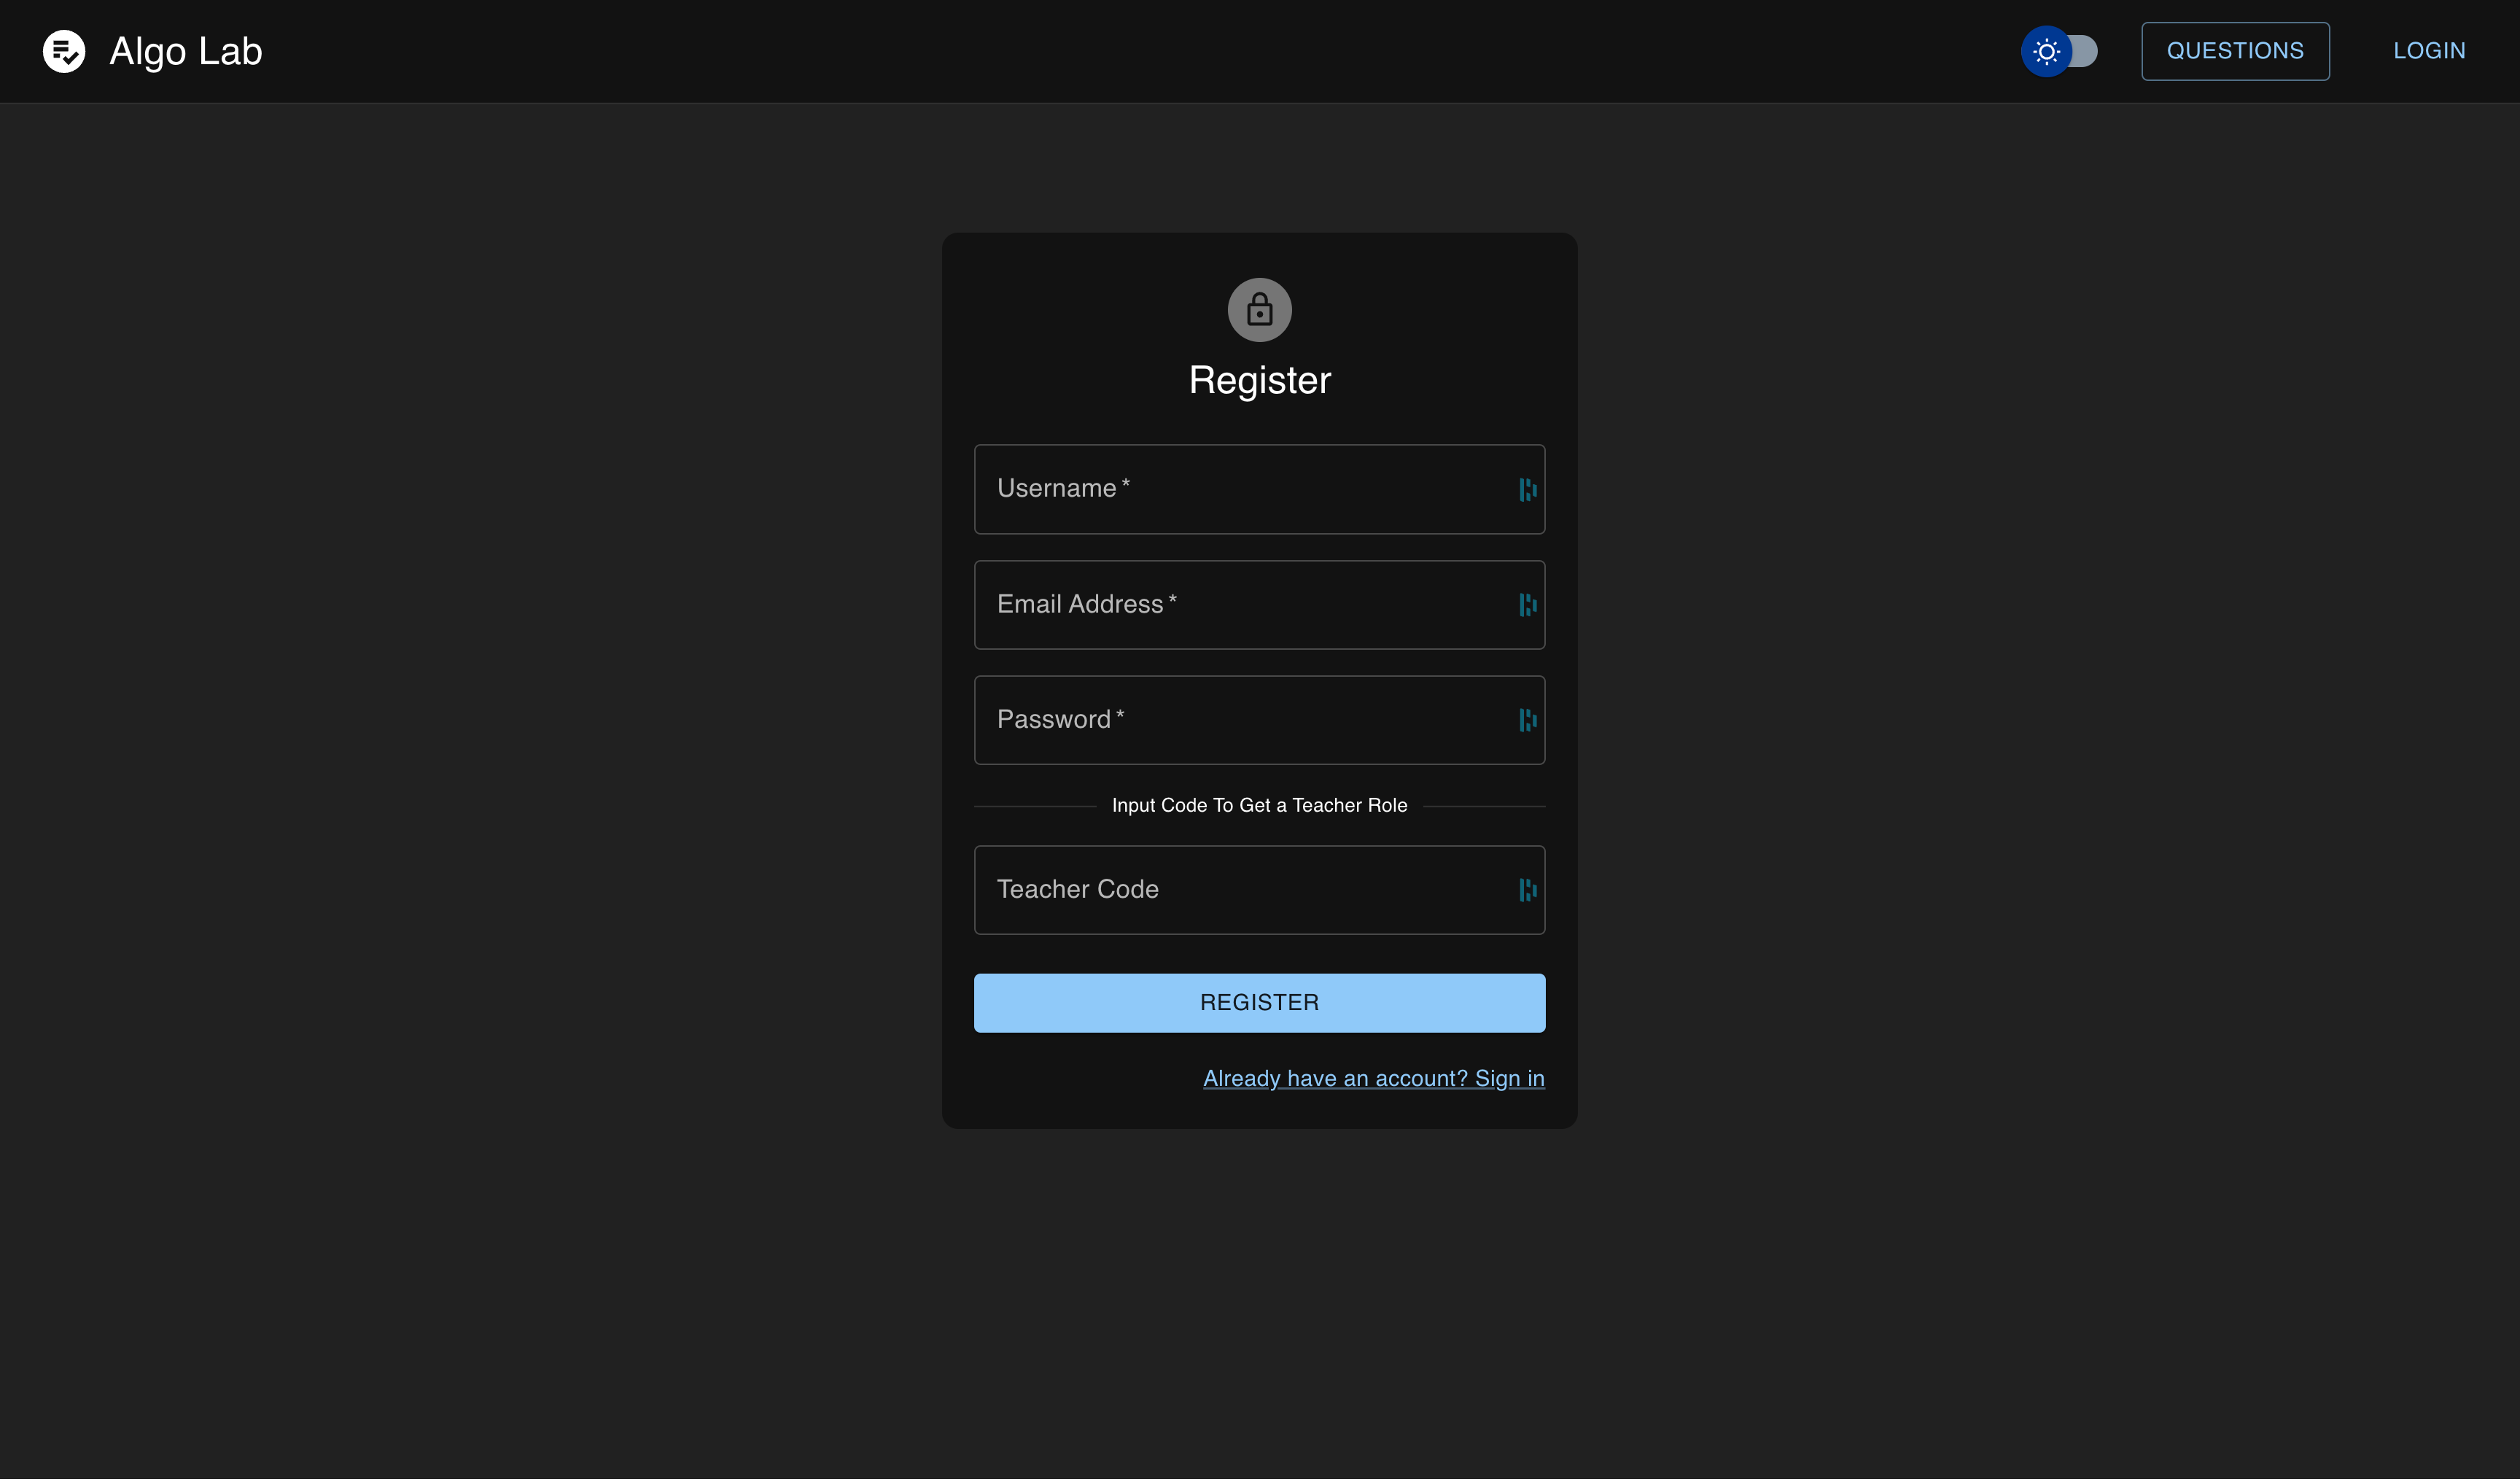 Algo Lab
QUESTIONS
LOGIN
Register
Username *
Email Address *
Password *
Input Code To Get a Teacher Role
Teacher Code
REGISTER
Already have an account? Sign in